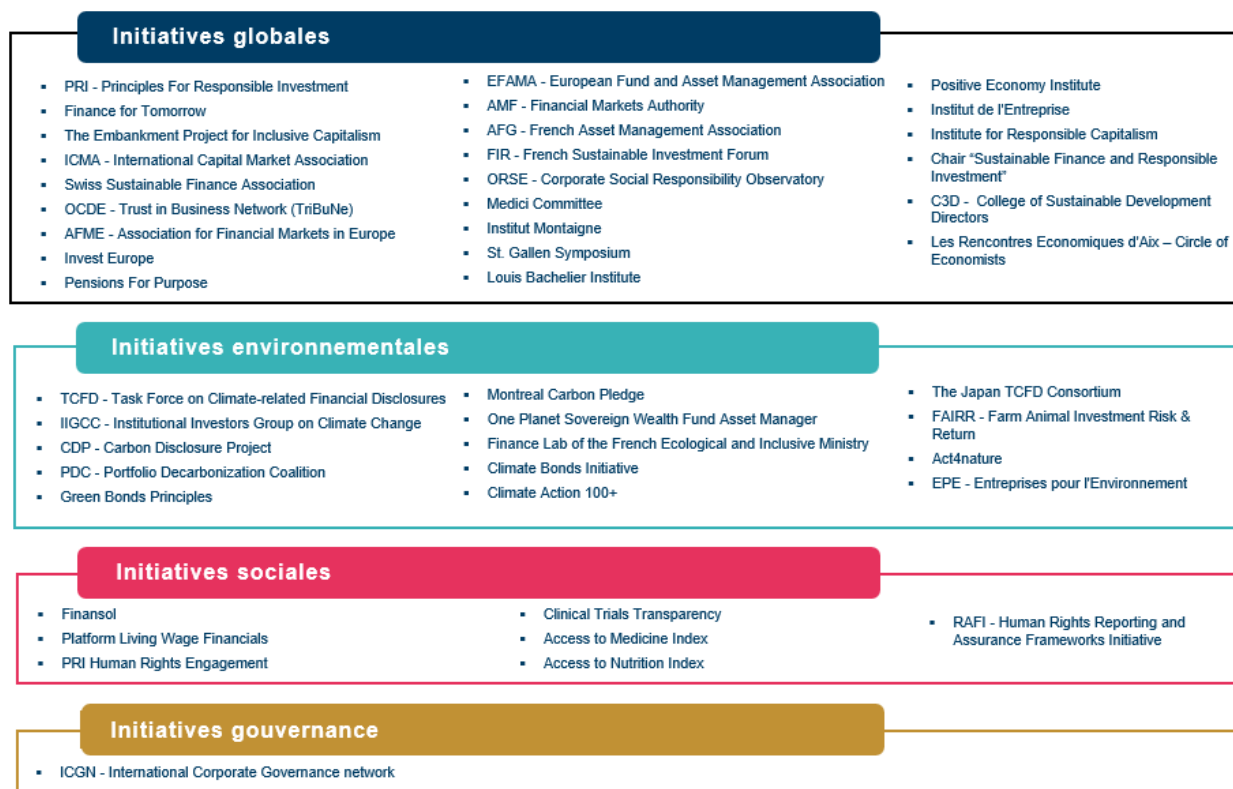 Initiatives globales
▪ PRI - Principles For Responsible Investment
▪ Finance for Tomorrow
▪ The Embankment Project for Inclusive Capitalism
▪ ICMA - International Capital Market Association
▪ Swiss Sustainable Finance Association
▪ OCDE - Trust in Business Network (TriBuNe)
▪ AFME - Association for Financial Markets in Europe
▪ Invest Europe
▪ Pensions For Purpose
▪ EFAMA - European Fund and Asset Management Association
▪ AMF - Financial Markets Authority
▪ AFG - French Asset Management Association
▪ FIR - French Sustainable Investment Forum
▪ ORSE - Corporate Social Responsibility Observatory
▪ Medici Committee
▪ Institut Montaigne
▪ St. Gallen Symposium
▪ Louis Bachelier Institute
▪ Positive Economy Institute
▪ Institut de l'Entreprise
▪ Institute for Responsible Capitalism
▪ Chair “Sustainable Finance and Responsible
Investment”
▪ C3D - College of Sustainable Development
Directors
▪ Les Rencontres Economiques d'Aix – Circle of
Economists
Initiatives environnementales
▪ TCFD - Task Force on Climate-related Financial Disclosures
▪ IIGCC - Institutional Investors Group on Climate Change
▪ CDP - Carbon Disclosure Project
▪ PDC - Portfolio Decarbonization Coalition
▪ Green Bonds Principles
▪ Montreal Carbon Pledge
▪ One Planet Sovereign Wealth Fund Asset Manager
▪ Finance Lab of the French Ecological and Inclusive Ministry
▪ Climate Bonds Initiative
▪ Climate Action 100+
▪ The Japan TCFD Consortium
▪ FAIRR - Farm Animal Investment Risk &
Return
▪ Act4nature
▪ EPE - Entreprises pour l'Environnement
Initiatives sociales
▪ Finansol
▪ Platform Living Wage Financials
▪ PRI Human Rights Engagement
▪ Clinical Trials Transparency
▪ Access to Medicine Index
▪ Access to Nutrition Index
▪ RAFI - Human Rights Reporting and
Assurance Frameworks Initiative
Initiatives gouvernance
▪ ICGN - International Corporate Governance network